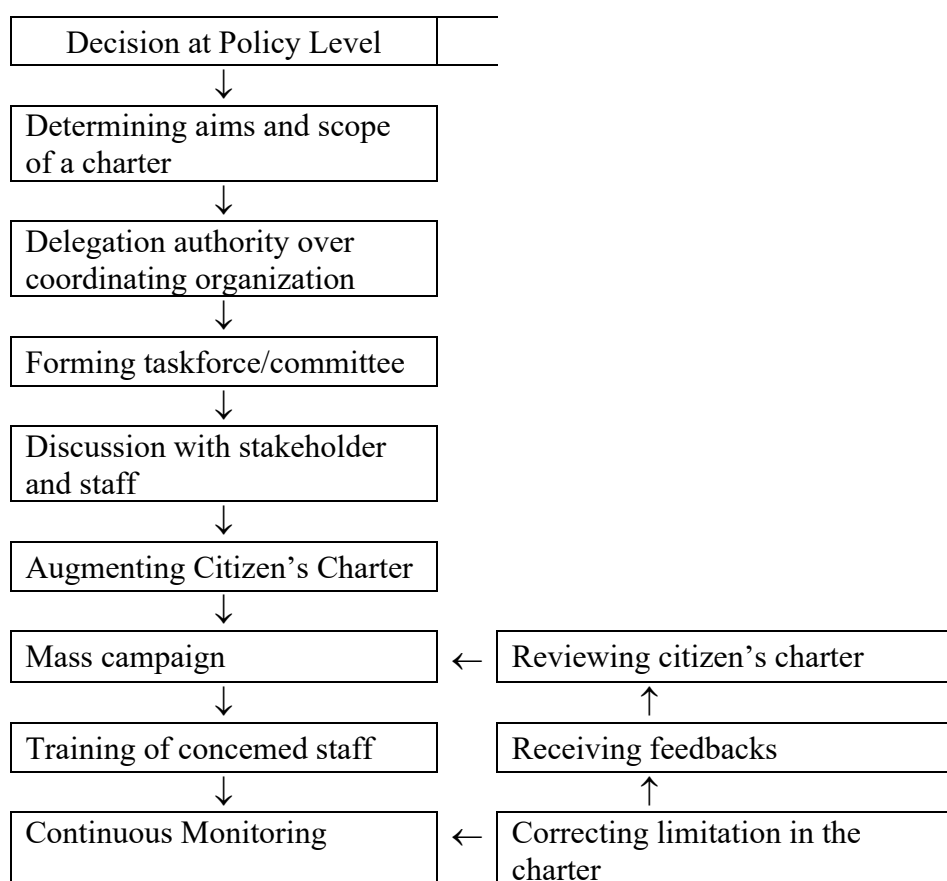 Decision at Policy Level
↓
Determining aims and scope
of a charter
↓
Delegation authority over
coordinating organization
↓
Forming taskforce/committee
↓
Discussion with stakeholder
and staff
↓
Augmenting Citizen’s Charter
↓
Mass campaign ← Reviewing citizen’s charter
↓ ↑
Training of concemed staff Receiving feedbacks
↓ ↑
Continuous Monitoring ← Correcting limitation in the
charter